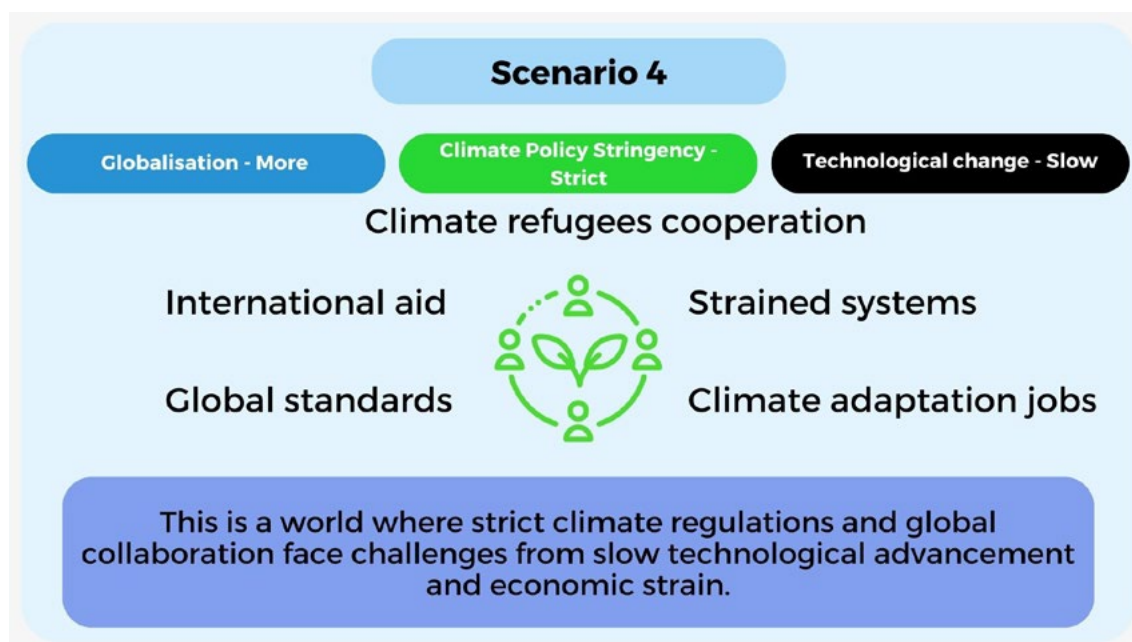 Scenario 4
Globalisation - More
Climate Policy Stringency -
Strict
Technological change - Slow
Climate refugees cooperation
International aid
Strained systems
Global standards
Climate adaptation jobs
This is a world where strict climate regulations and global
collaboration face challenges from slow technological advancement
and economic strain.